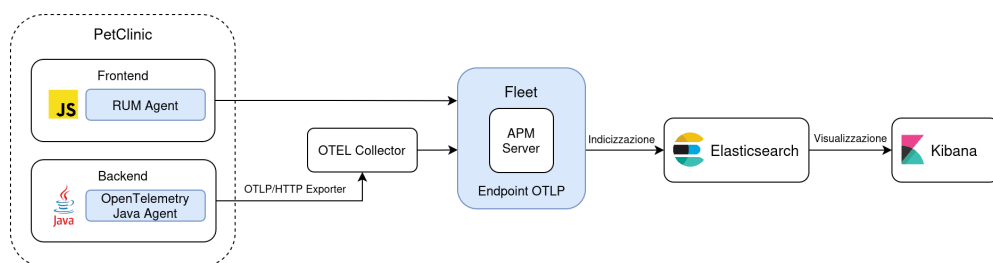 PetClinic
Frontend
JS
RUM Agent
Backend
Java
OpenTelemetry
Java Agent
OTLP/HTTP Exporter
OTEL Collector
Fleet
APM
Server
Endpoint OTLP
Indicizzazione
Elasticsearch
Visualizzazione
Kibana